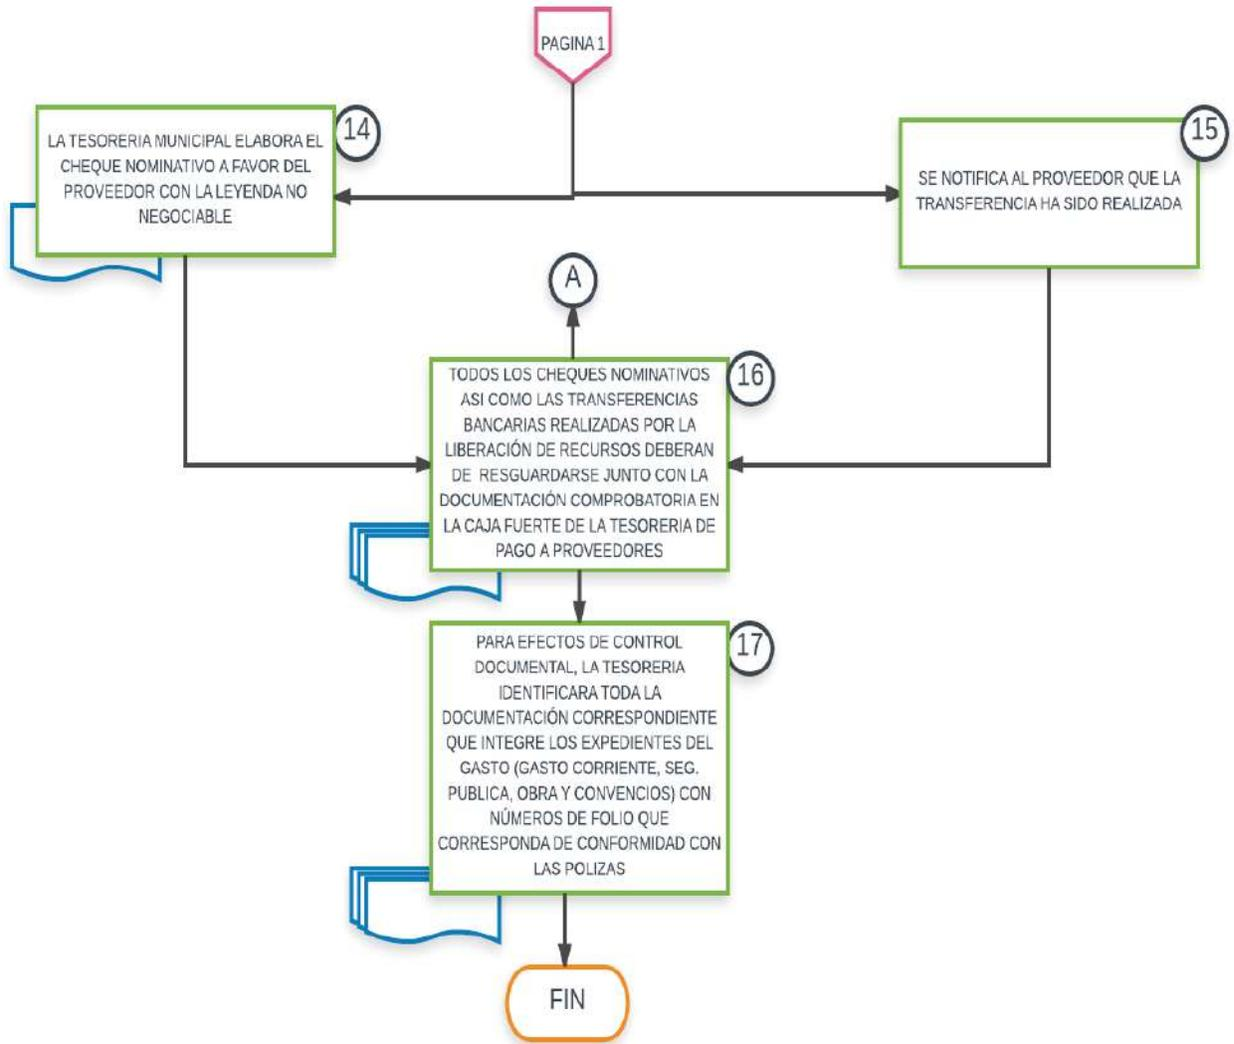 PAGINA 1
14
LA TESORERIA MUNICIPAL ELABORA EL
CHEQUE NOMINATIVO A FAVOR DEL
PROVEEDOR CON LA LEYENDA NO
NEGOCIABLE
15
SE NOTIFICA AL PROVEEDOR QUE LA
TRANSFERENCIA HA SIDO REALIZADA
A
16
TODOS LOS CHEQUES NOMINATIVOS
ASI COMO LAS TRANSFERENCIAS
BANCARIAS REALIZADAS POR LA
LIBERACIÓN DE RECURSOS DEBERAN
DE RESGUARDARSE JUNTO CON LA
DOCUMENTACIÓN COMPROBATORIA EN
LA CAJA FUERTE DE LA TESORERIA DE
PAGO A PROVEEDORES
17
PARA EFECTOS DE CONTROL
DOCUMENTAL, LA TESORERIA
IDENTIFICARA TODA LA
DOCUMENTACIÓN CORRESPONDIENTE
QUE INTEGRE LOS EXPEDIENTES DEL
GASTO (GASTO CORRIENTE, SEG.
PUBLICA, OBRA Y CONVENCIOS) CON
NÚMEROS DE FOLIO QUE
CORRESPONDA DE CONFORMIDAD CON
LAS POLIZAS
FIN